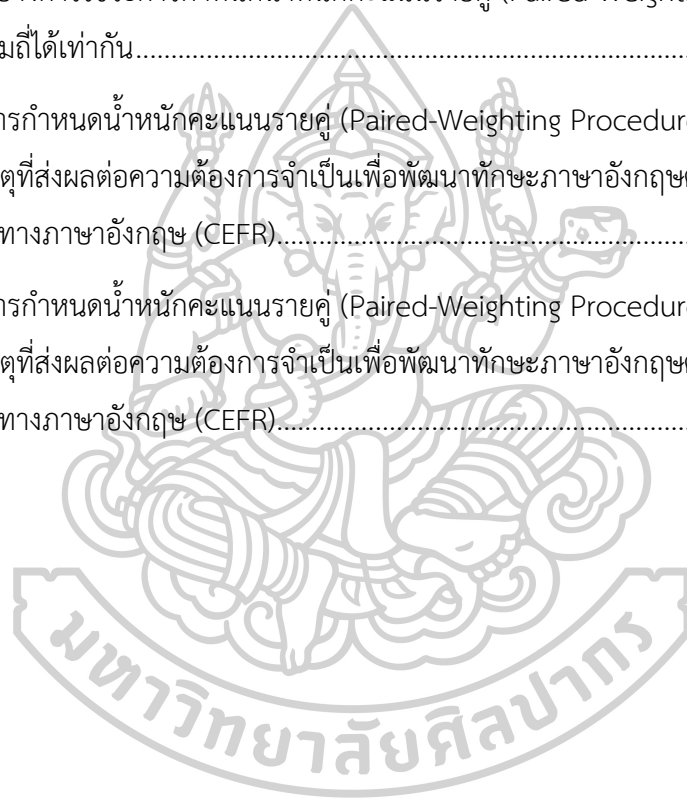 มถี่ได้เท่ากัน
ารกำหนดน้ำหนักคะแนนรายคู่ (Paired-Weighting Procedur
ตุที่ส่งผลต่อความต้องการจำเป็นเพื่อพัฒนาทักษะภาษาอังกฤษ
ทางภาษาอังกฤษ (CEFR)
ารกำหนดน้ำหนักคะแนนรายคู่ (Paired-Weighting Procedur
ตุที่ส่งผลต่อความต้องการจำเป็นเพื่อพัฒนาทักษะภาษาอังกฤษ
ทางภาษาอังกฤษ (CEFR)
มหาวิทยาลัยศิลปากร